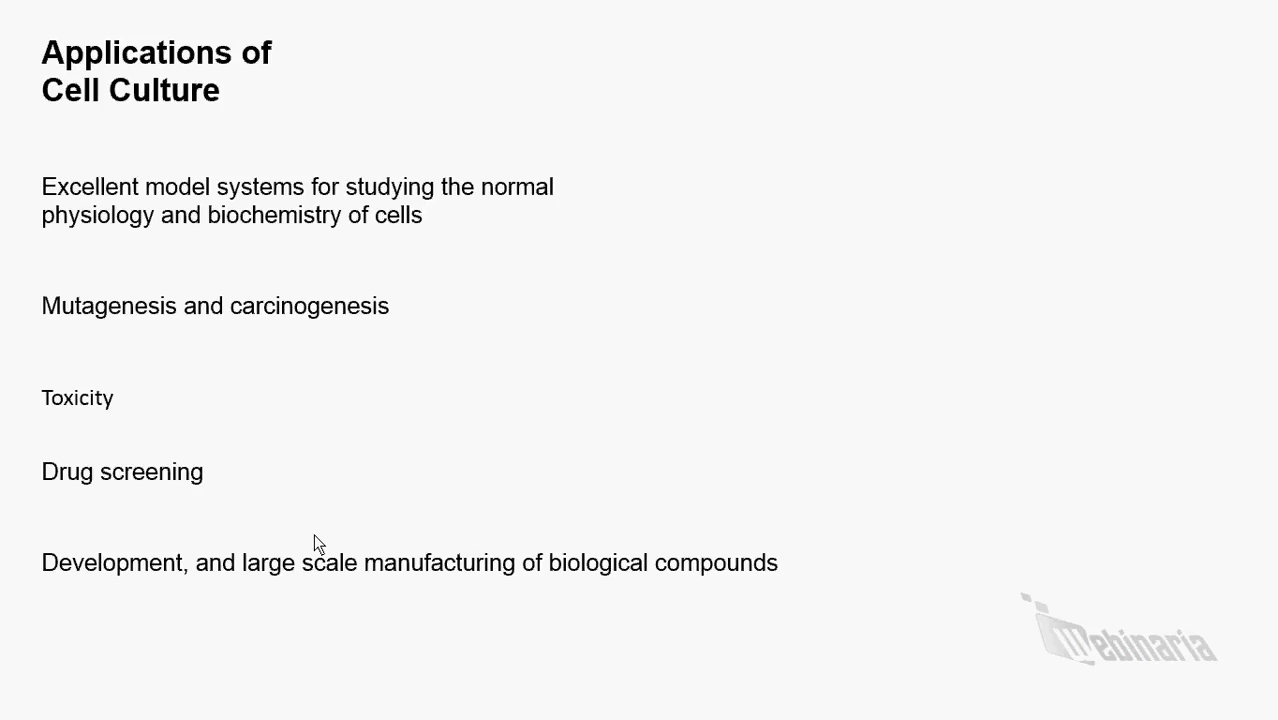 Applications of
Cell Culture
Excellent model systems for studying the normal
physiology and biochemistry of cells
Mutagenesis and carcinogenesis
Toxicity
Drug screening
Development, and large scale manufacturing of biological compounds
Webinaria